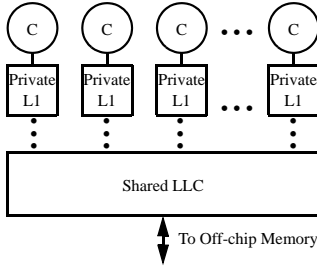 C C C C
Private Private Private Private
L1 L1 L1 L1
Shared LLC
To Off-chip Memory